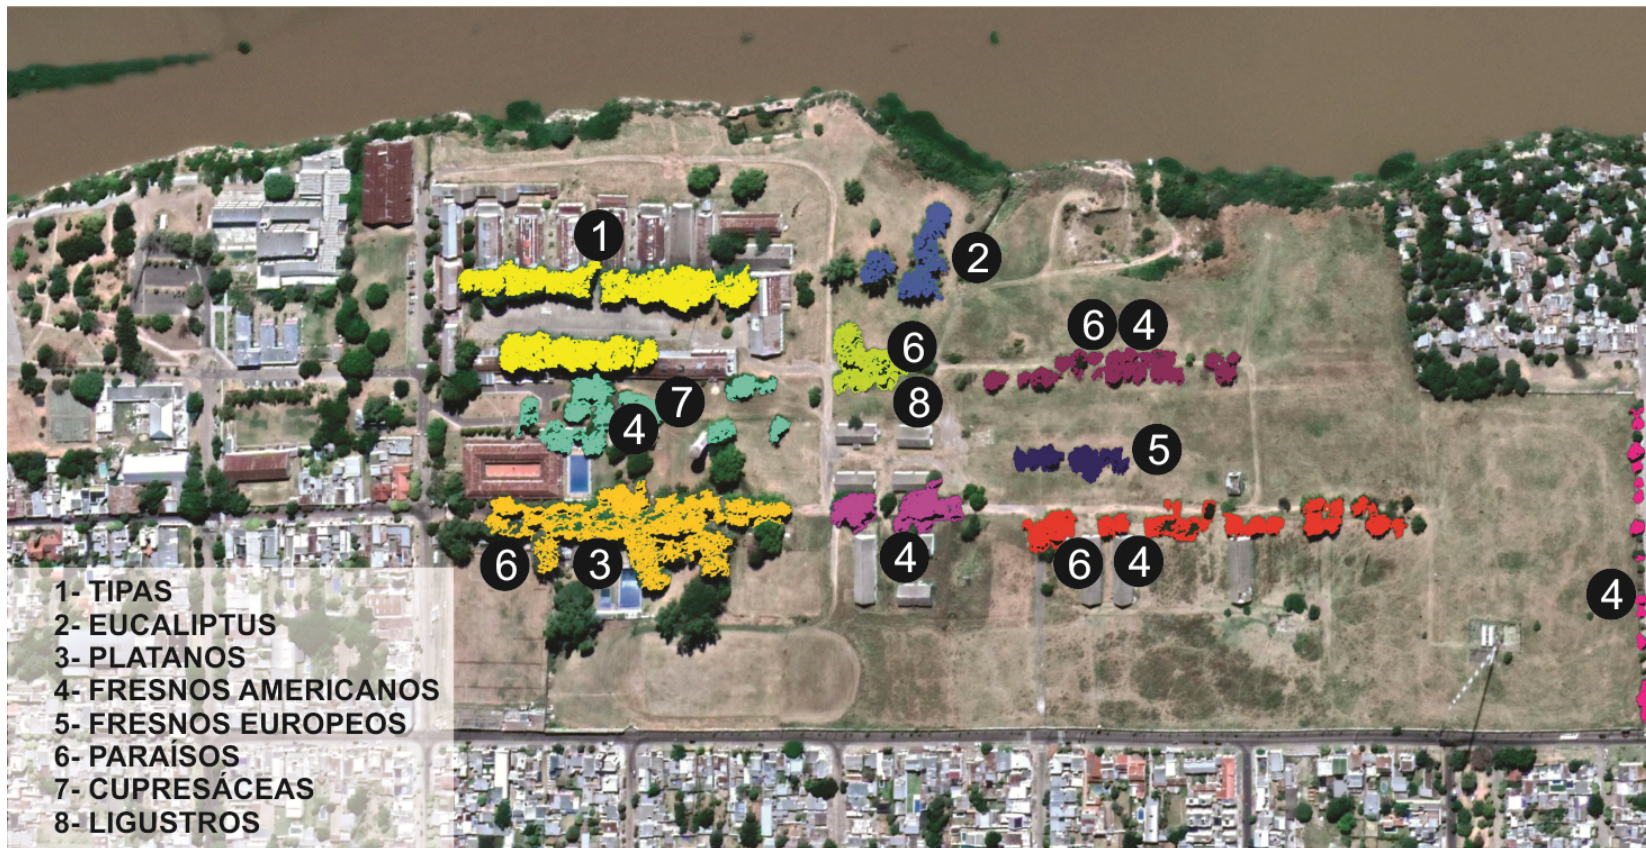 1
2
6 4
6
8
7
4
5
6
3
4
6
4
4
1- TIPAS
2- EUCALIPTUS
3- PLATANOS
4- FRESNOS AMERICANOS
5- FRESNOS EUROPEOS
6- PARAÍSOS
7- CUPRESÁCEAS
8- LIGUSTROS